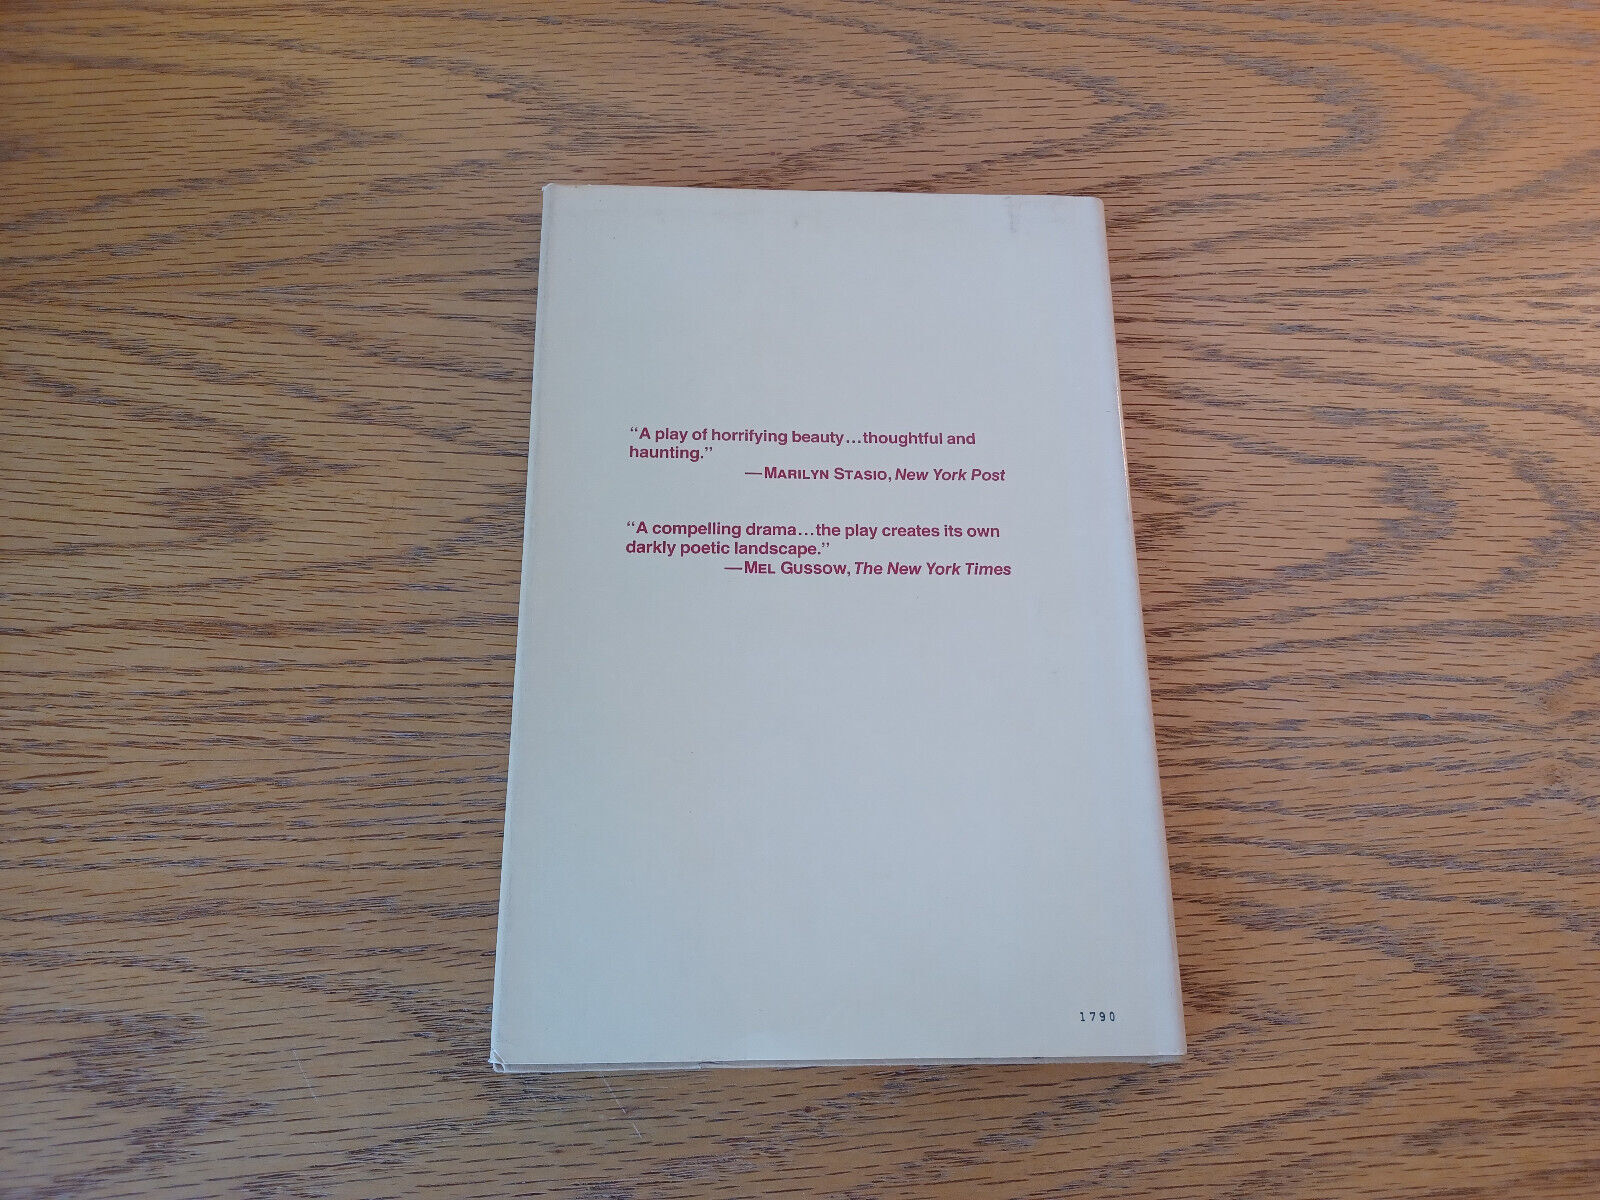 “A play of horrifying beauty...thoughtful and
haunting.”
—MARILYN STASIO, New York Post
“A compelling drama...the play creates its own
darkly poetic landscape.”
—MEL GUSSOW, The New York Times
1790